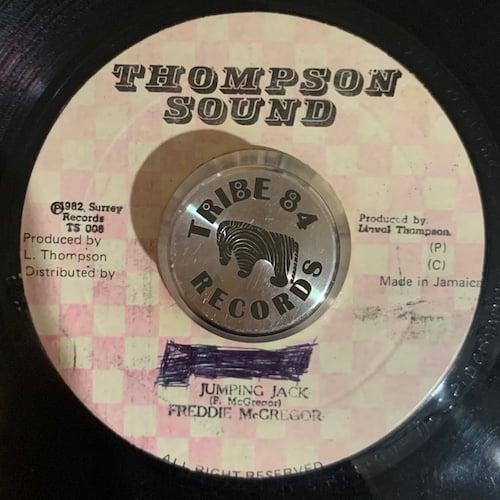 THOMPSON
SOUND
TRIBE 84
RECORDS
℗1982, Surrey
Records
TS 008
Produced by
L. Thompson
Distributed by
Produced by.
Linval Thompson.
(P)
(C)
Made in Jamaica
JUMPING JACK
(F. McGregor)
FREDDIE McGREGOR
ALL RIGHT RESERVED